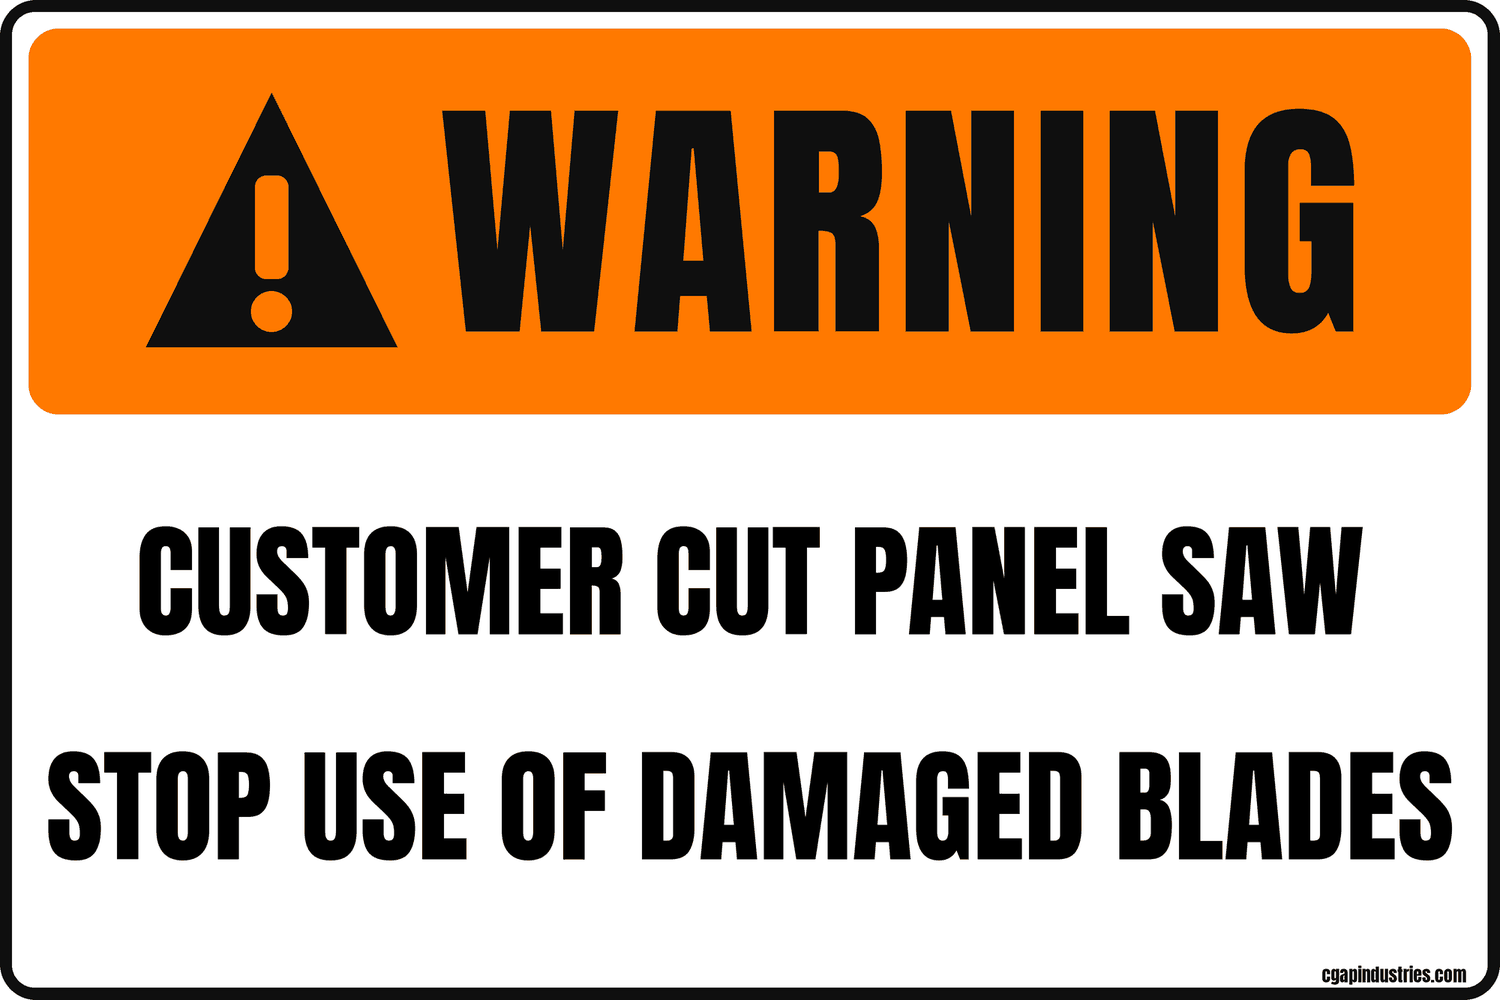 WARNING
CUSTOMER CUT PANEL SAW
STOP USE OF DAMAGED BLADES
cgapindustries.com